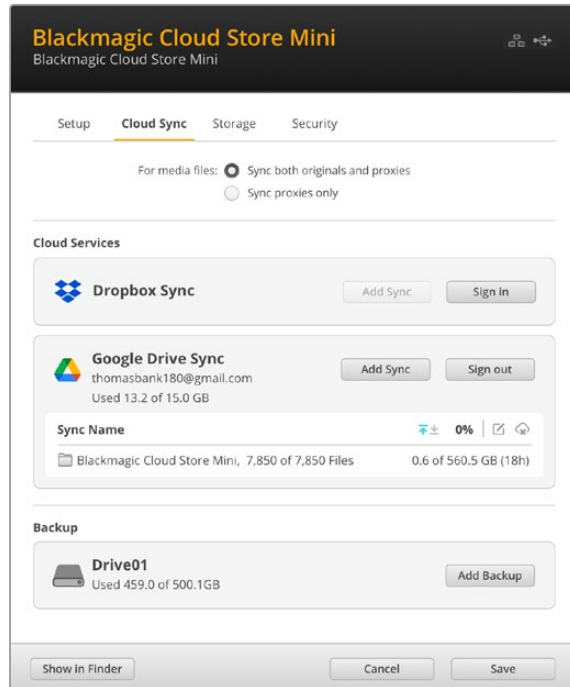 Blackmagic Cloud Store Mini
Blackmagic Cloud Store Mini
Setup Cloud Sync Storage Security
For media files: Sync both originals and proxies
Sync proxies only
Cloud Services
Dropbox Sync Add Sync Sign in
Google Drive Sync Add Sync Sign out
thomasbank180@gmail.com
Used 13.2 of 15.0 GB
Sync Name 0%
Blackmagic Cloud Store Mini, 7,850 of 7,850 Files 0.6 of 560.5 GB (18h)
Backup
Drive01
Used 459.0 of 500.1GB Add Backup
Show in Finder Cancel Save